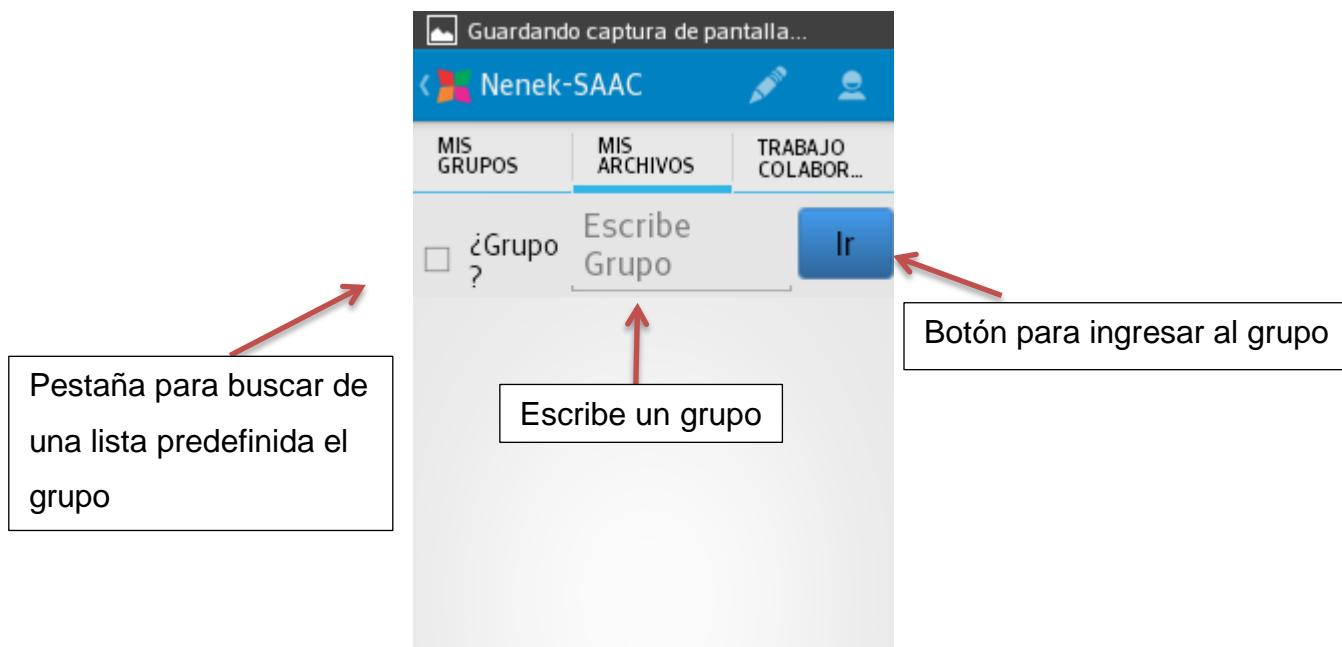 Guardando captura de pantalla...
Nenek-SAAC
MIS
GRUPOS
MIS
ARCHIVOS
TRABAJO
COLABOR...
¿Grupo
?
Escribe
Grupo
Ir
Botón para ingresar al grupo
Pestaña para buscar de
una lista predefinida el
grupo
Escribe un grupo